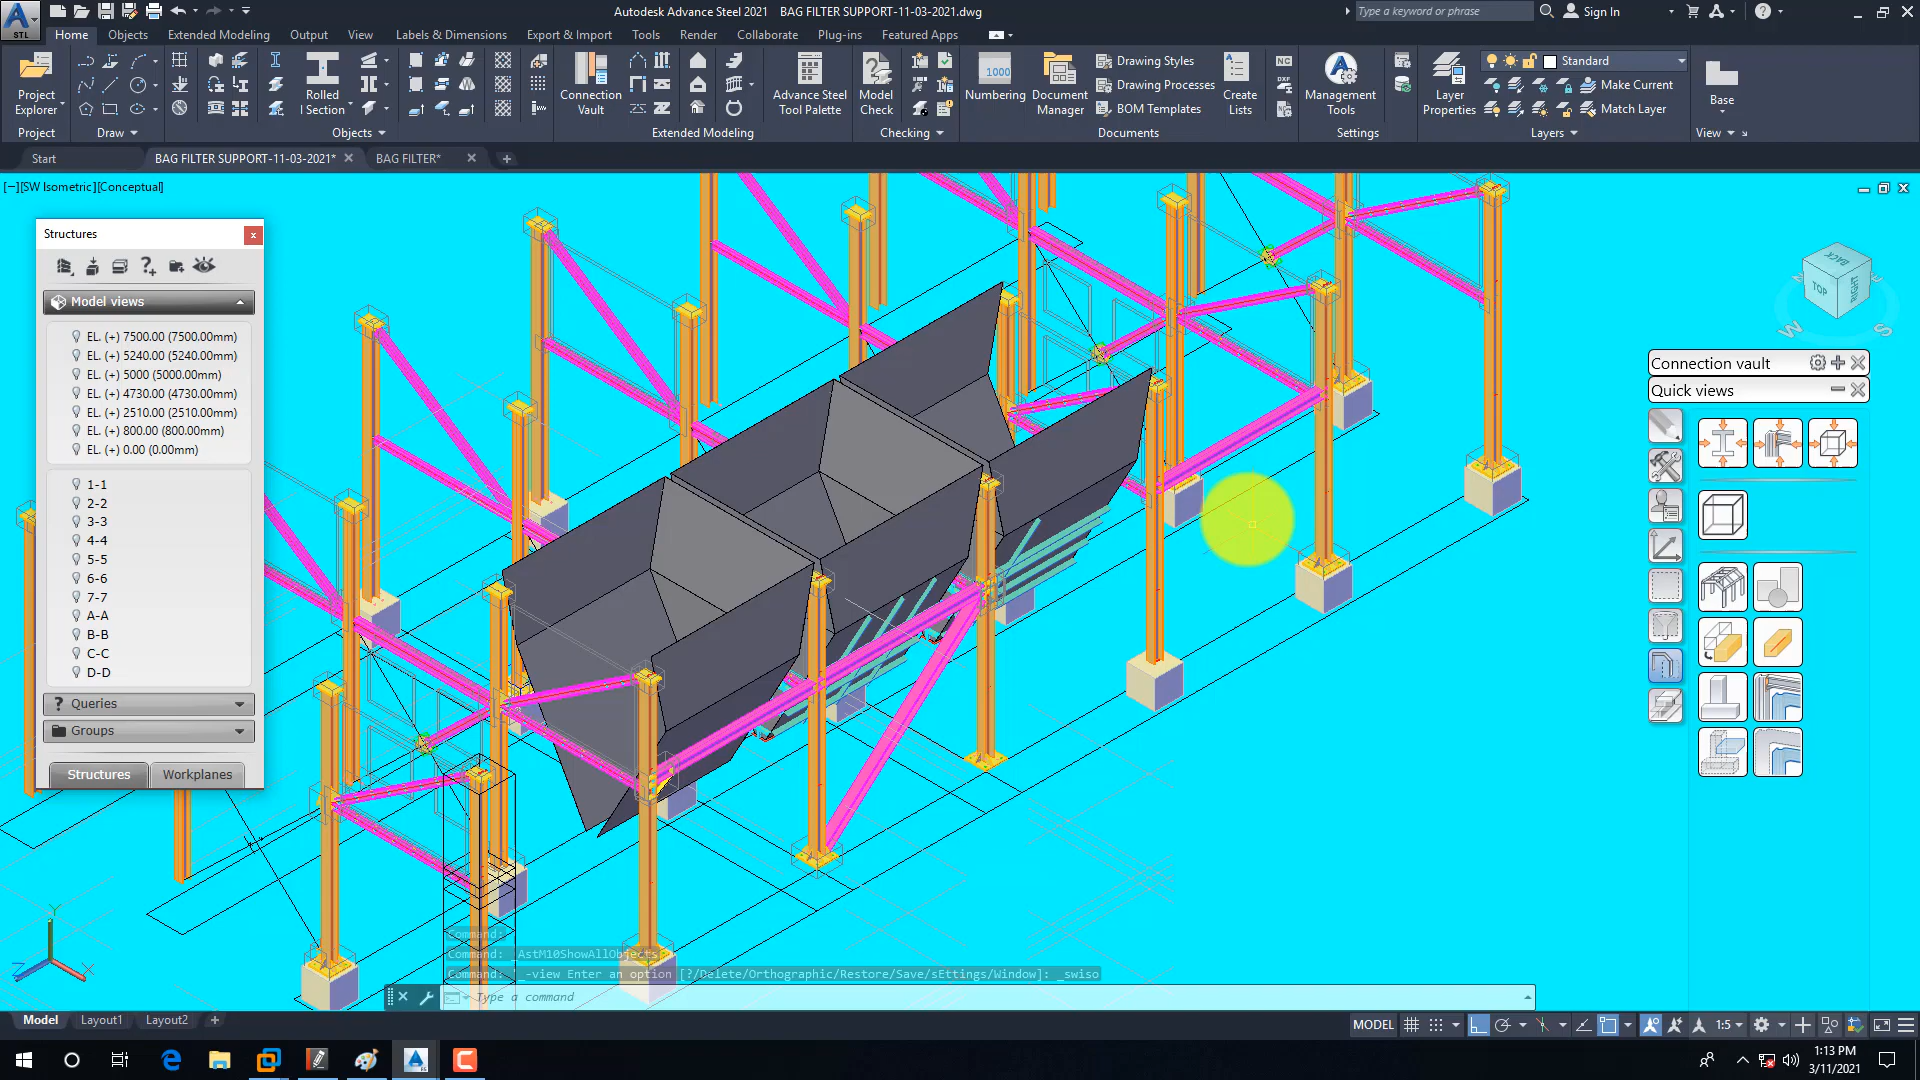 Autodesk Advance Steel 2021 BAG FILTER SUPPORT-11-03-2021.dwg
Type a keyword or phrase
Sign In
STL
Home Objects Extended Modeling Output View Labels & Dimensions Export & Import Tools Render Collaborate Plug-ins Featured Apps
Project Explorer
Rolled I Section
Connection Vault
Advance Steel Tool Palette
Model Check
1000
Numbering
Document Manager
Drawing Styles
Drawing Processes
BOM Templates
Create Lists
NC
DXF
Management Tools
Layer Properties
Standard
Make Current
Match Layer
Base
Project Draw Objects Extended Modeling Checking Documents Settings Layers View
Start BAG FILTER SUPPORT-11-03-2021* BAG FILTER*
[−][SW Isometric][Conceptual]
Structures
Model views
EL. (+) 7500.00 (7500.00mm)
EL. (+) 5240.00 (5240.00mm)
EL. (+) 5000 (5000.00mm)
EL. (+) 4730.00 (4730.00mm)
EL. (+) 2510.00 (2510.00mm)
EL. (+) 800.00 (800.00mm)
EL. (+) 0.00 (0.00mm)
1-1
2-2
3-3
4-4
5-5
6-6
7-7
A-A
B-B
C-C
D-D
Queries
Groups
Structures Workplanes
BACK
TOP
RIGHT
W
S
Connection vault
Quick views
Y
X
Z
Command:
Command: AstM10ShowAllObjects
Command: _-view Enter an option [?/Delete/Orthographic/Restore/Save/sEttings/Window]: _swiso
Type a command
Model Layout1 Layout2
MODEL
1:5
1:13 PM
3/11/2021